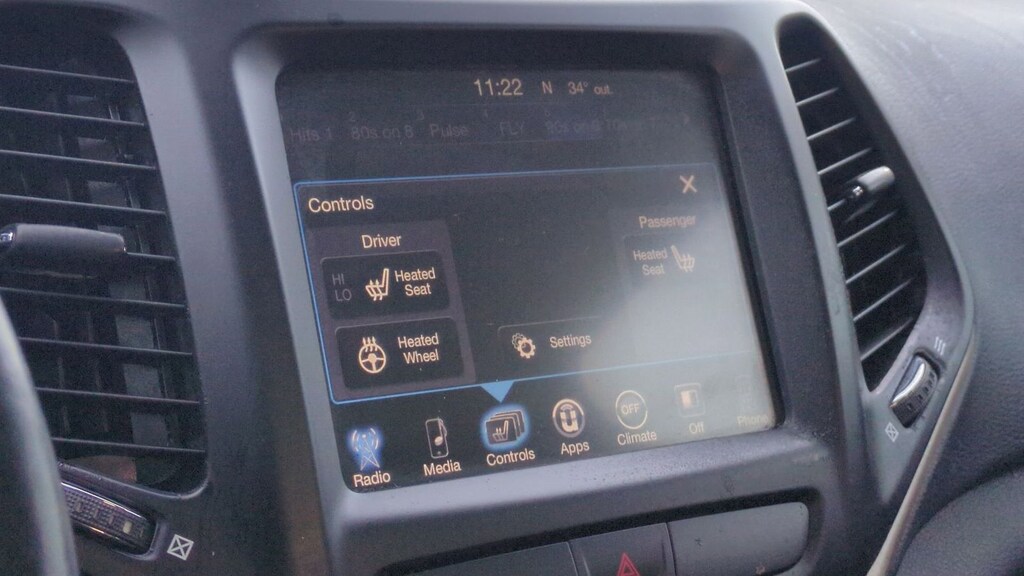 11:22 N 34° out
Hits 1 80s on 8 Pulse FLY
Controls X
Driver
HI
LO
Heated
Seat
Heated
Wheel
Settings
Passenger
Heated
Seat
Radio Media Controls Apps OFF Climate Off Phone